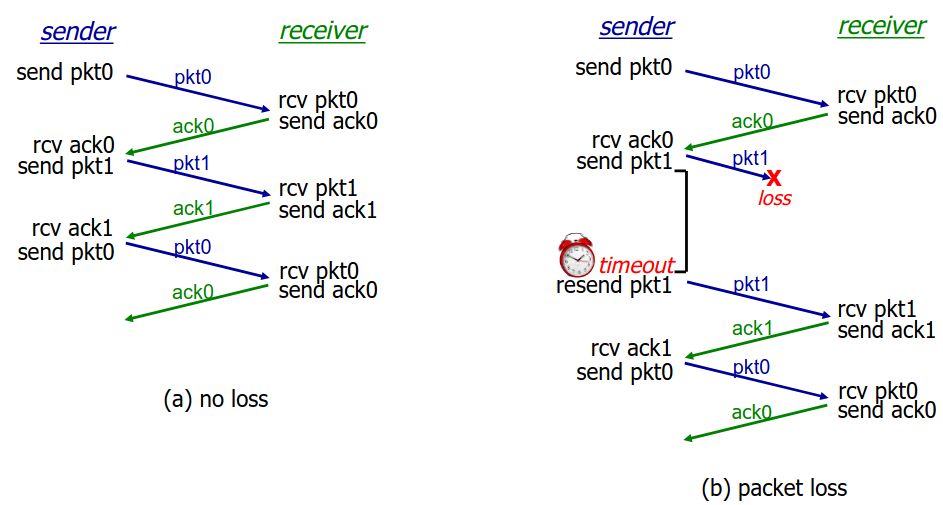 sender
receiver
send pkt0
pkt0
rcv pkt0
send ack0
ack0
rcv ack0
send pkt1
pkt1
rcv pkt1
send ack1
ack1
rcv ack1
send pkt0
pkt0
rcv pkt0
send ack0
ack0
(a) no loss
sender
receiver
send pkt0
pkt0
rcv pkt0
send ack0
ack0
rcv ack0
send pkt1
pkt1
X
loss
timeout
resend pkt1
pkt1
rcv pkt1
send ack1
ack1
rcv ack1
send pkt0
pkt0
rcv pkt0
send ack0
ack0
(b) packet loss